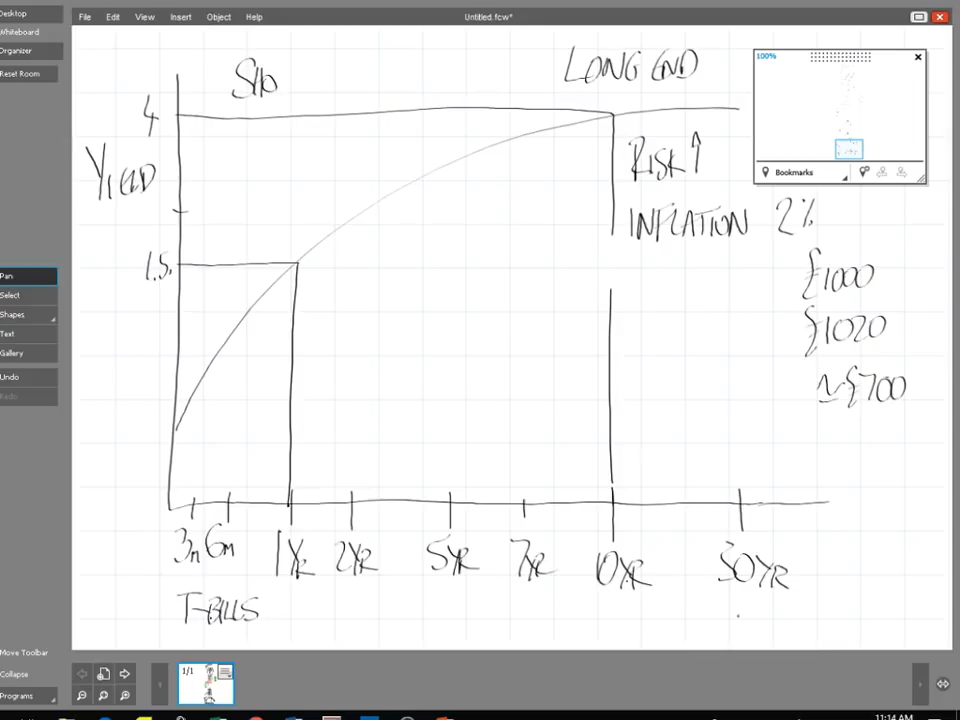 Desktop
Whiteboard
Organizer
Reset Room
File Edit View Insert Object Help
Untitled.fcw*
LONG END
100%
Bookmarks
4
YIELD
1.5.
RISK↑
INFLATION 2%
£1000
£1020
~£700
Pan
Select
Shapes
Text
Gallery
Undo
Redo
3m 6m 1YR 2YR 5YR 7YR 10YR 30YR
T-BILLS
Move Toolbar
Collapse
Programs
1/1
11:14 AM